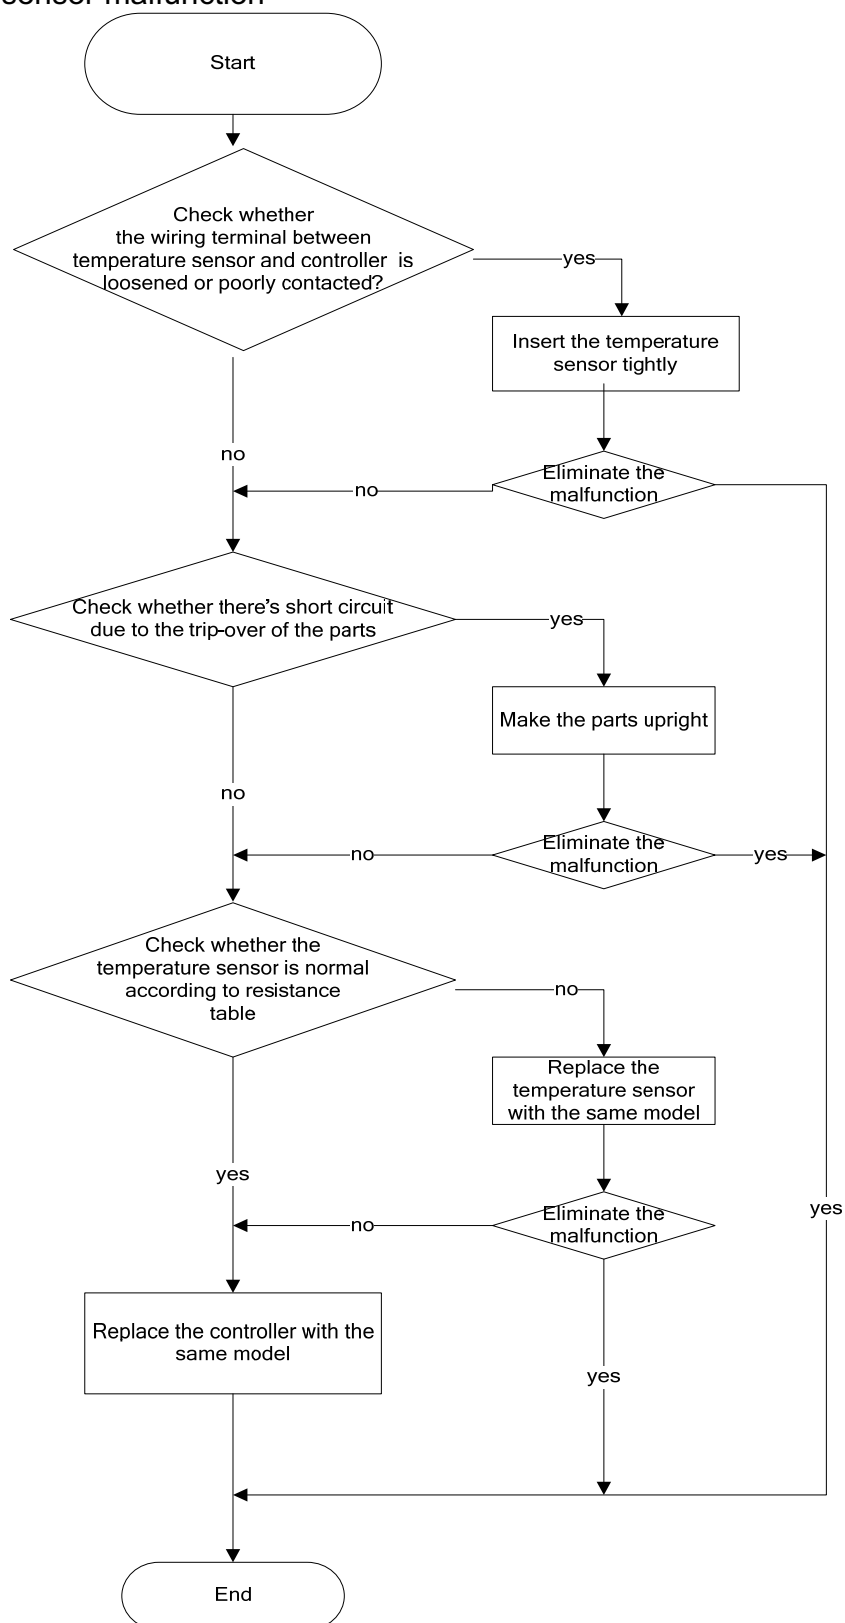 sensor malfunction
Start
Check whether
the wiring terminal between
temperature sensor and controller is
loosened or poorly contacted?
yes
Insert the temperature
sensor tightly
no
Eliminate the
malfunction
no
Check whether there's short circuit
due to the trip-over of the parts
yes
Make the parts upright
no
Eliminate the
malfunction
no
yes
Check whether the
temperature sensor is normal
according to resistance
table
no
Replace the
temperature sensor
with the same model
yes
Eliminate the
malfunction
no
yes
Replace the controller with the
same model
yes
End